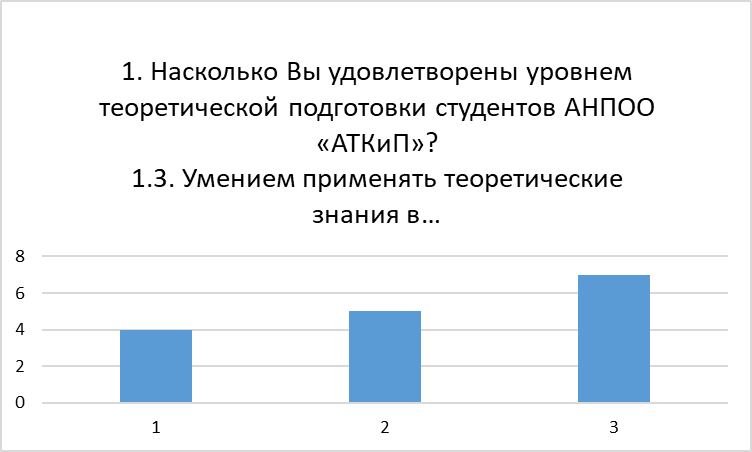 1. Насколько Вы удовлетворены уровнем
теоретической подготовки студентов АНПОО
«АТКиП»?
1.3. Умением применять теоретические
знания в…
8
6
4
2
0
1 2 3